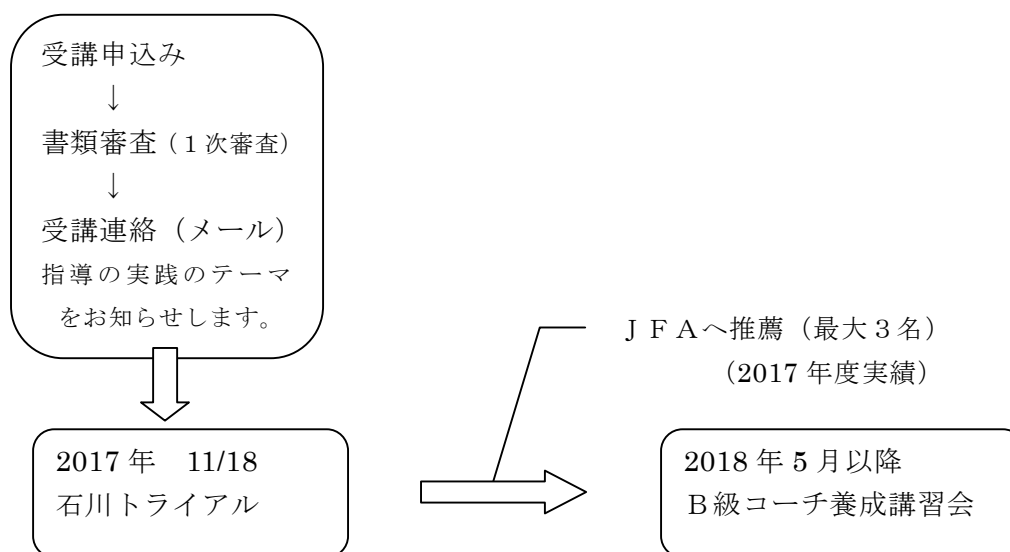 受講申込み
↓
書類審査（１次審査）
↓
受講連絡（メール）
指導の実践のテーマ
をお知らせします。
ＪＦＡへ推薦（最大３名）
（2017 年度実績）
2017 年　11/18
石川トライアル
2018 年 5 月以降
Ｂ級コーチ養成講習会